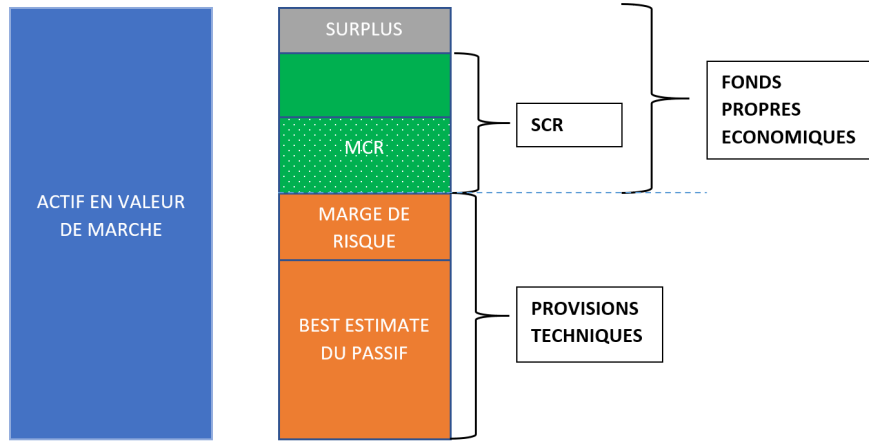 ACTIF EN VALEUR
DE MARCHE
SURPLUS
MCR
MARGE DE
RISQUE
BEST ESTIMATE
DU PASSIF
SCR
PROVISIONS
TECHNIQUES
FONDS
PROPRES
ECONOMIQUES